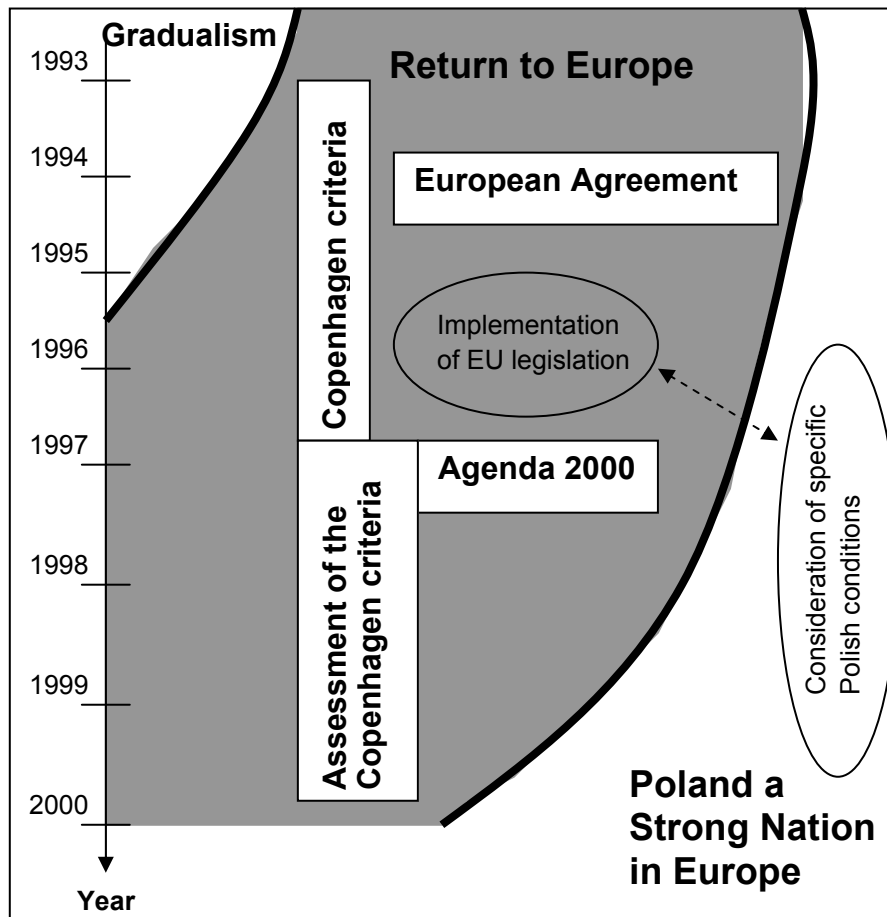 Gradualism
Return to Europe
1993
1994
1995
1996
1997
1998
1999
2000
Year
Copenhagen criteria
European Agreement
Implementation
of EU legislation
Agenda 2000
Assessment of the
Copenhagen criteria
Consideration of specific
Polish conditions
Poland a
Strong Nation
in Europe